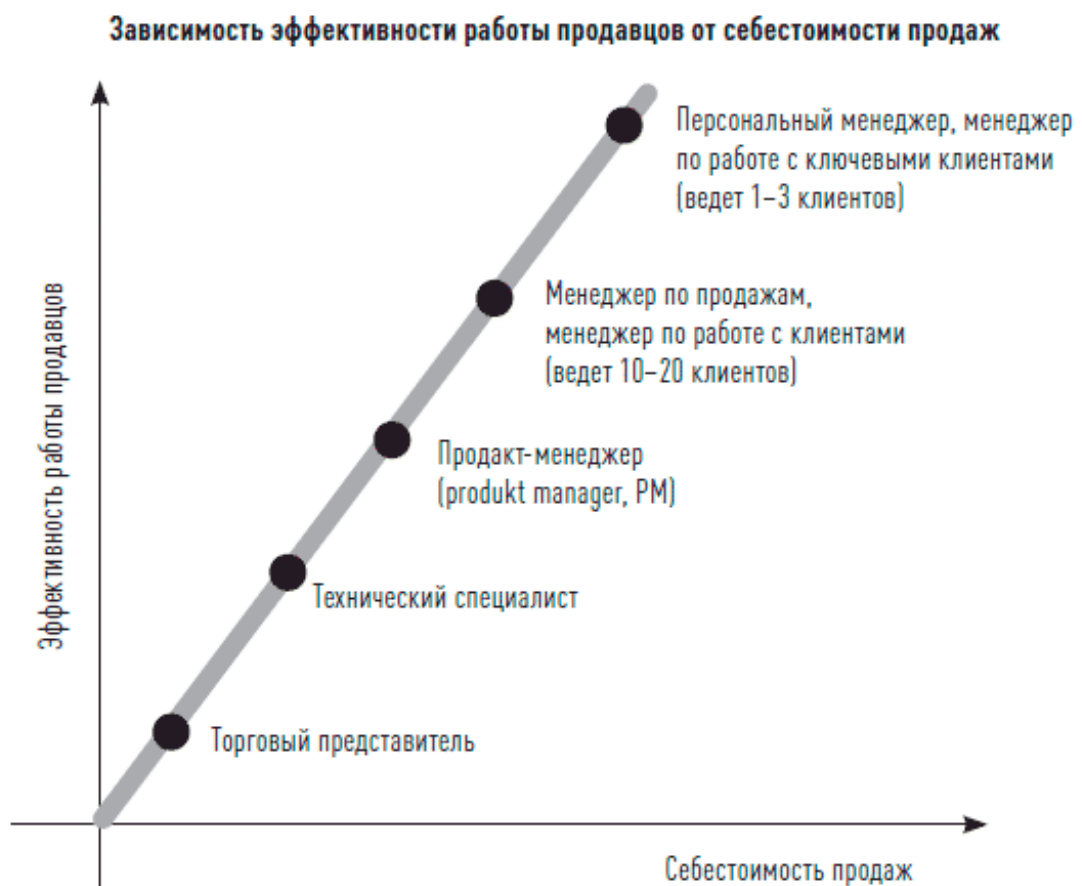 Зависимость эффективности работы продавцов от себестоимости продаж
Эффективность работы продавцов
Персональный менеджер, менеджер
по работе с ключевыми клиентами
(ведет 1–3 клиентов)
Менеджер по продажам,
менеджер по работе с клиентами
(ведет 10–20 клиентов)
Продакт-менеджер
(produkt manager, PM)
Технический специалист
Торговый представитель
Себестоимость продаж